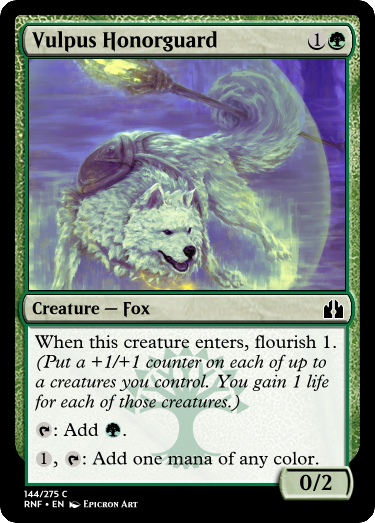 Vulpus Honorguard 1
Creature — Fox
When this creature enters, flourish 1.
(Put a +1/+1 counter on each of up to
a creatures you control. You gain 1 life
for each of those creatures.)
: Add .
1, : Add one mana of any color.
0/2
144/275 C
RNF • EN Epicron Art